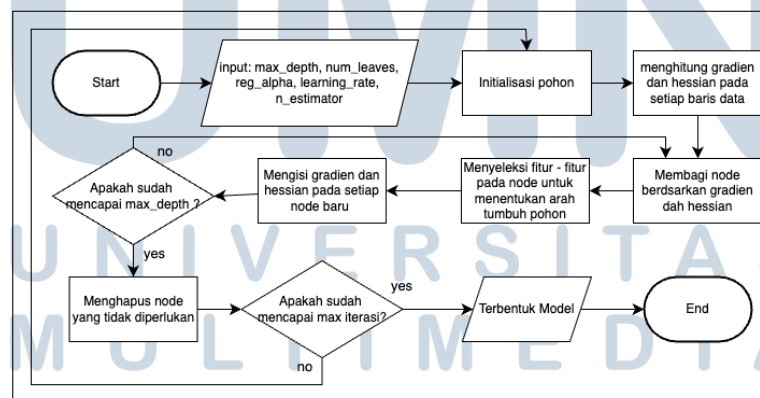 UMN
Start
input: max_depth, num_leaves,
reg_alpha, learning_rate,
n_estimator
Initialisasi pohon
menghitung gradien
dan hessian pada
setiap baris data
no
Apakah sudah
mencapai max_depth ?
Mengisi gradien dan
hessian pada setiap
node baru
Menyeleksi fitur - fitur
pada node untuk
menentukan arah
tumbuh pohon
Membagi node
berdsarkan gradien
dah hessian
yes
UNIVERSITAS
Menghapus node
yang tidak diperlukan
Apakah sudah
mencapai max iterasi?
yes
Terbentuk Model
End
no
MULTIMEDIA